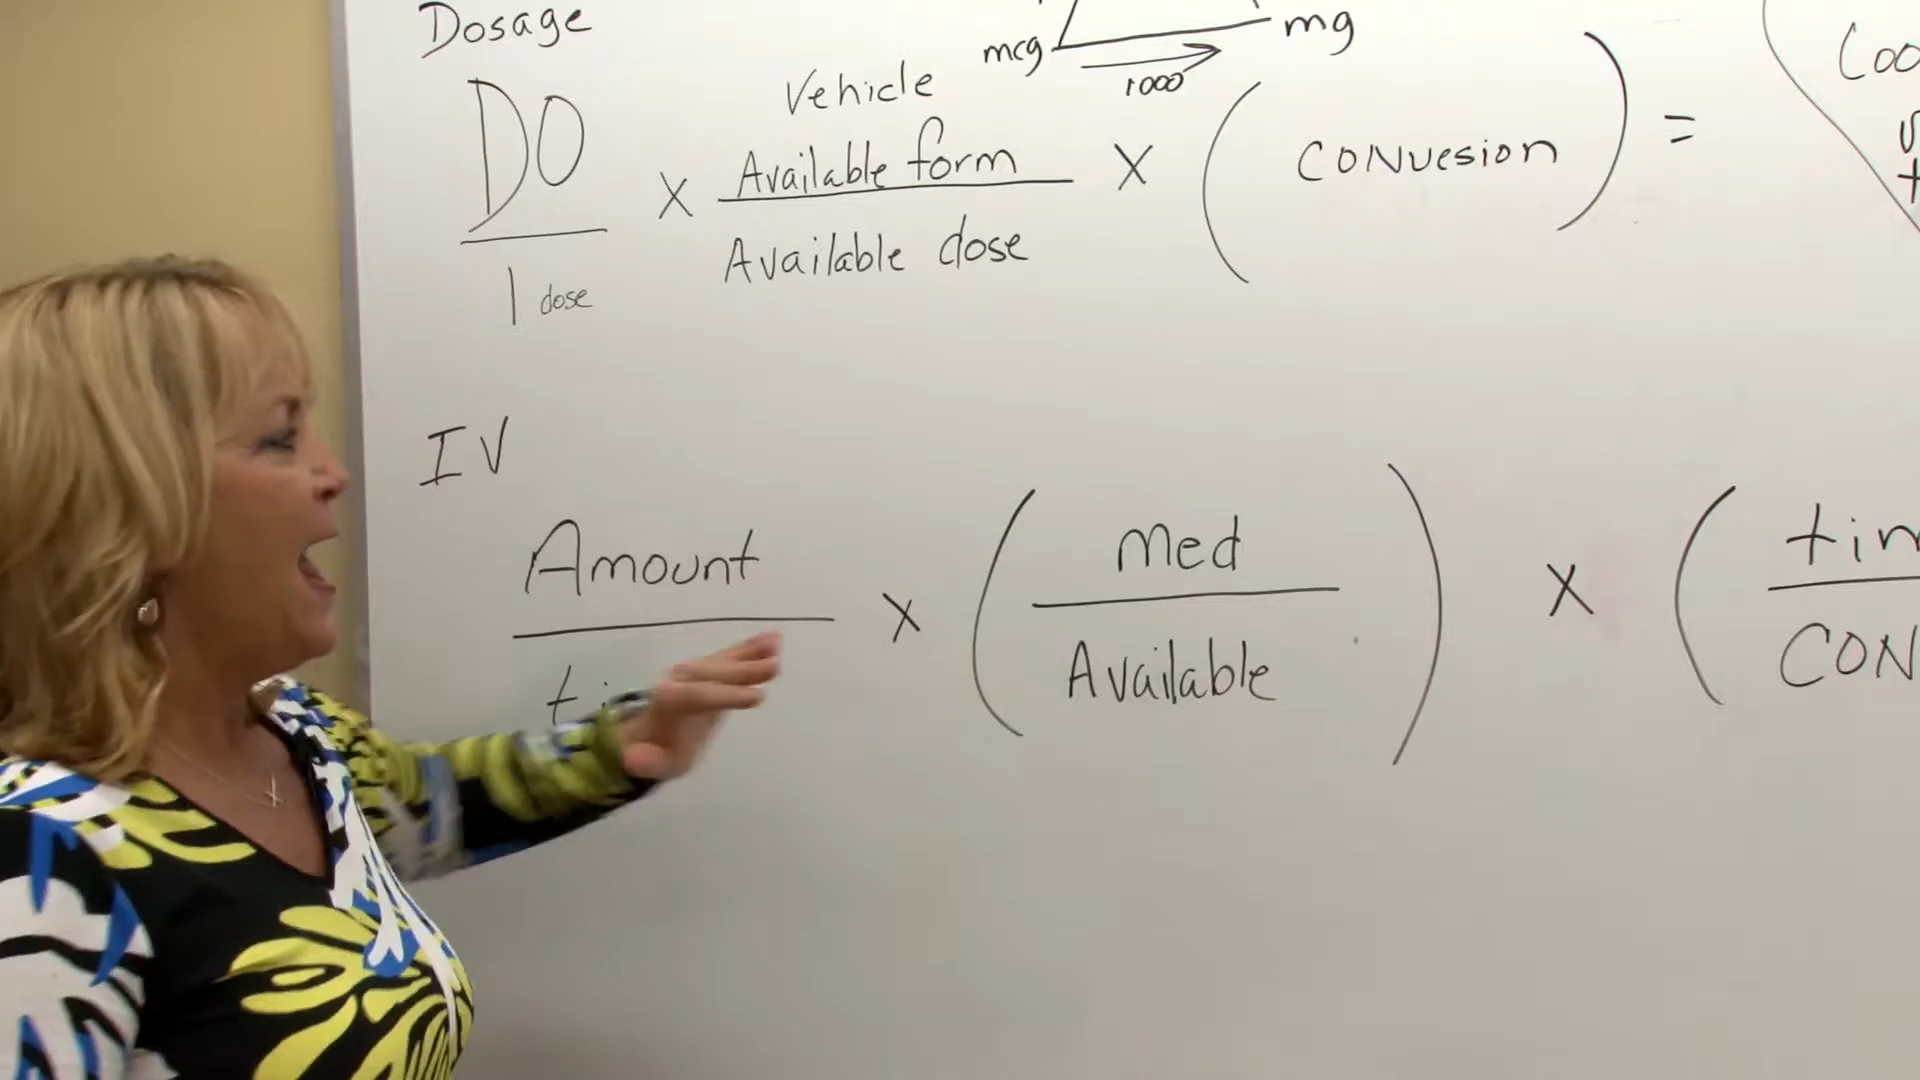 Dosage
mcg mg
1000
Vehicle
DO x Available form x ( CONVESION ) =
1 dose Available dose
IV
Amount x ( Med ) x (
Available